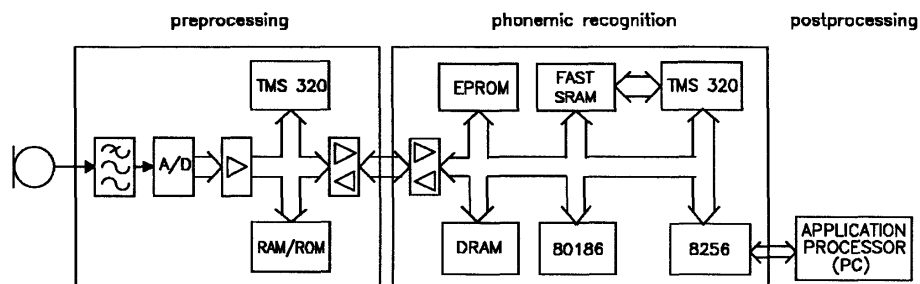 preprocessing
phonemic recognition
postprocessing
TMS 320
EPROM
FAST
SRAM
TMS 320
A/D
RAM/ROM
DRAM
80186
8256
APPLICATION
PROCESSOR
(PC)